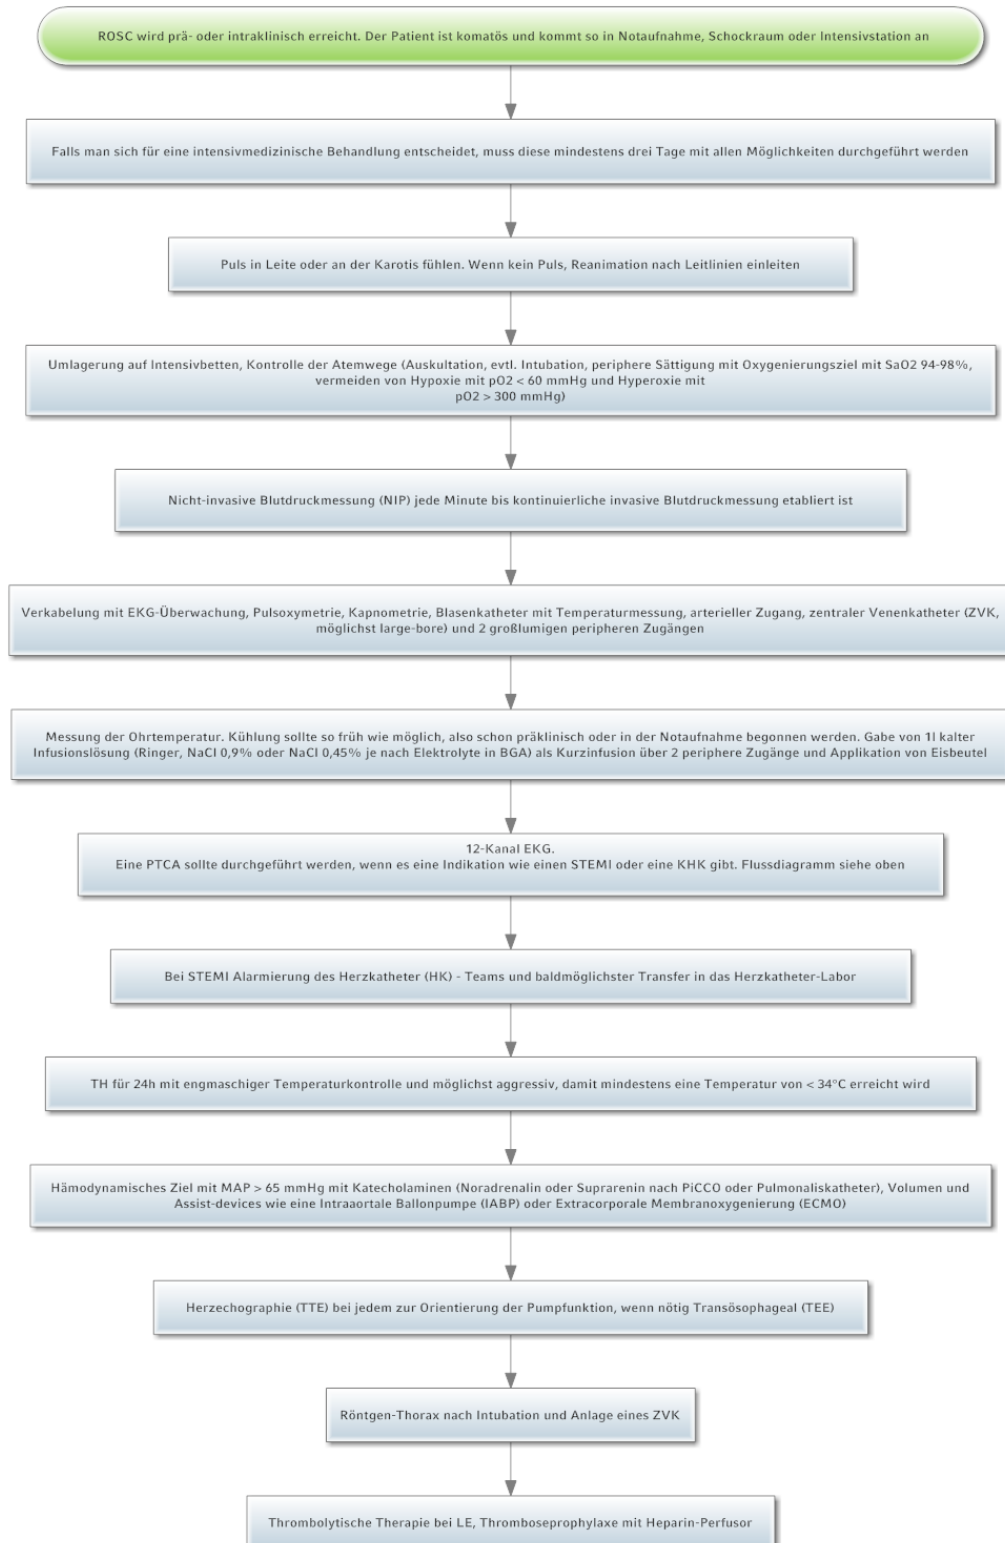 ROSC wird prä- oder intraklinisch erreicht. Der Patient ist komatös und kommt so in Notaufnahme, Schockraum oder Intensivstation an
Falls man sich für eine intensivmedizinische Behandlung entscheidet, muss diese mindestens drei Tage mit allen Möglichkeiten durchgeführt werden
Puls in Leite oder an der Karotis fühlen. Wenn kein Puls, Reanimation nach Leitlinien einleiten
Umlagerung auf Intensivbetten, Kontrolle der Atemwege (Auskultation, evtl. Intubation, periphere Sättigung mit Oxygenierungsziel mit SaO2 94-98%,
vermeiden von Hypoxie mit pO2 < 60 mmHg und Hyperoxie mit
pO2 > 300 mmHg)
Nicht-invasive Blutdruckmessung (NIP) jede Minute bis kontinuierliche invasive Blutdruckmessung etabliert ist
Verkabelung mit EKG-Überwachung, Pulsoxymetrie, Kapnometrie, Blasenkatheter mit Temperaturmessung, arterieller Zugang, zentraler Venenkatheter (ZVK,
möglichst large-bore) und 2 großlumigen peripheren Zugängen
Messung der Ohrtemperatur. Kühlung sollte so früh wie möglich, also schon präklinisch oder in der Notaufnahme begonnen werden. Gabe von 1l kalter
Infusionslösung (Ringer, NaCl 0,9% oder NaCl 0,45% je nach Elektrolyte in BGA) als Kurzinfusion über 2 periphere Zugänge und Applikation von Eisbeutel
12-Kanal EKG.
Eine PTCA sollte durchgeführt werden, wenn es eine Indikation wie einen STEMI oder eine KHK gibt. Flussdiagramm siehe oben
Bei STEMI Alarmierung des Herzkatheter (HK) - Teams und baldmöglichster Transfer in das Herzkatheter-Labor
TH für 24h mit engmaschiger Temperaturkontrolle und möglichst aggressiv, damit mindestens eine Temperatur von < 34°C erreicht wird
Hämodynamisches Ziel mit MAP > 65 mmHg mit Katecholaminen (Noradrenalin oder Suprarenin nach PiCCO oder Pulmonaliskatheter), Volumen und
Assist-devices wie eine Intraaortale Ballonpumpe (IABP) oder Extracorporale Membranoxygenierung (ECMO)
Herzechographie (TTE) bei jedem zur Orientierung der Pumpfunktion, wenn nötig Transösophageal (TEE)
Röntgen-Thorax nach Intubation und Anlage eines ZVK
Thrombolytische Therapie bei LE, Thromboseprophylaxe mit Heparin-Perfusor